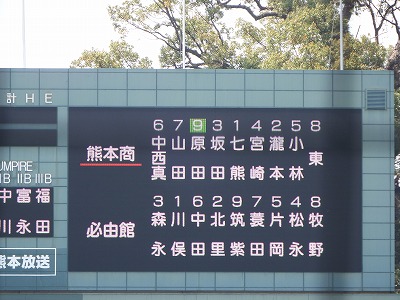 計 H E
6 7 9 3 1 4 2 5 8
熊本商
中 山 原 坂 七 宮 瀧 小
西 東
真 田 田 田 熊 崎 本 林
UMPIRE
IB IIB IIIB
中 富 福
川 永 田
3 1 6 2 9 7 5 4 8
必由館
森 川 中 北 筑 蓑 片 松 牧
永 俣 田 里 紫 田 岡 永 野
熊本放送